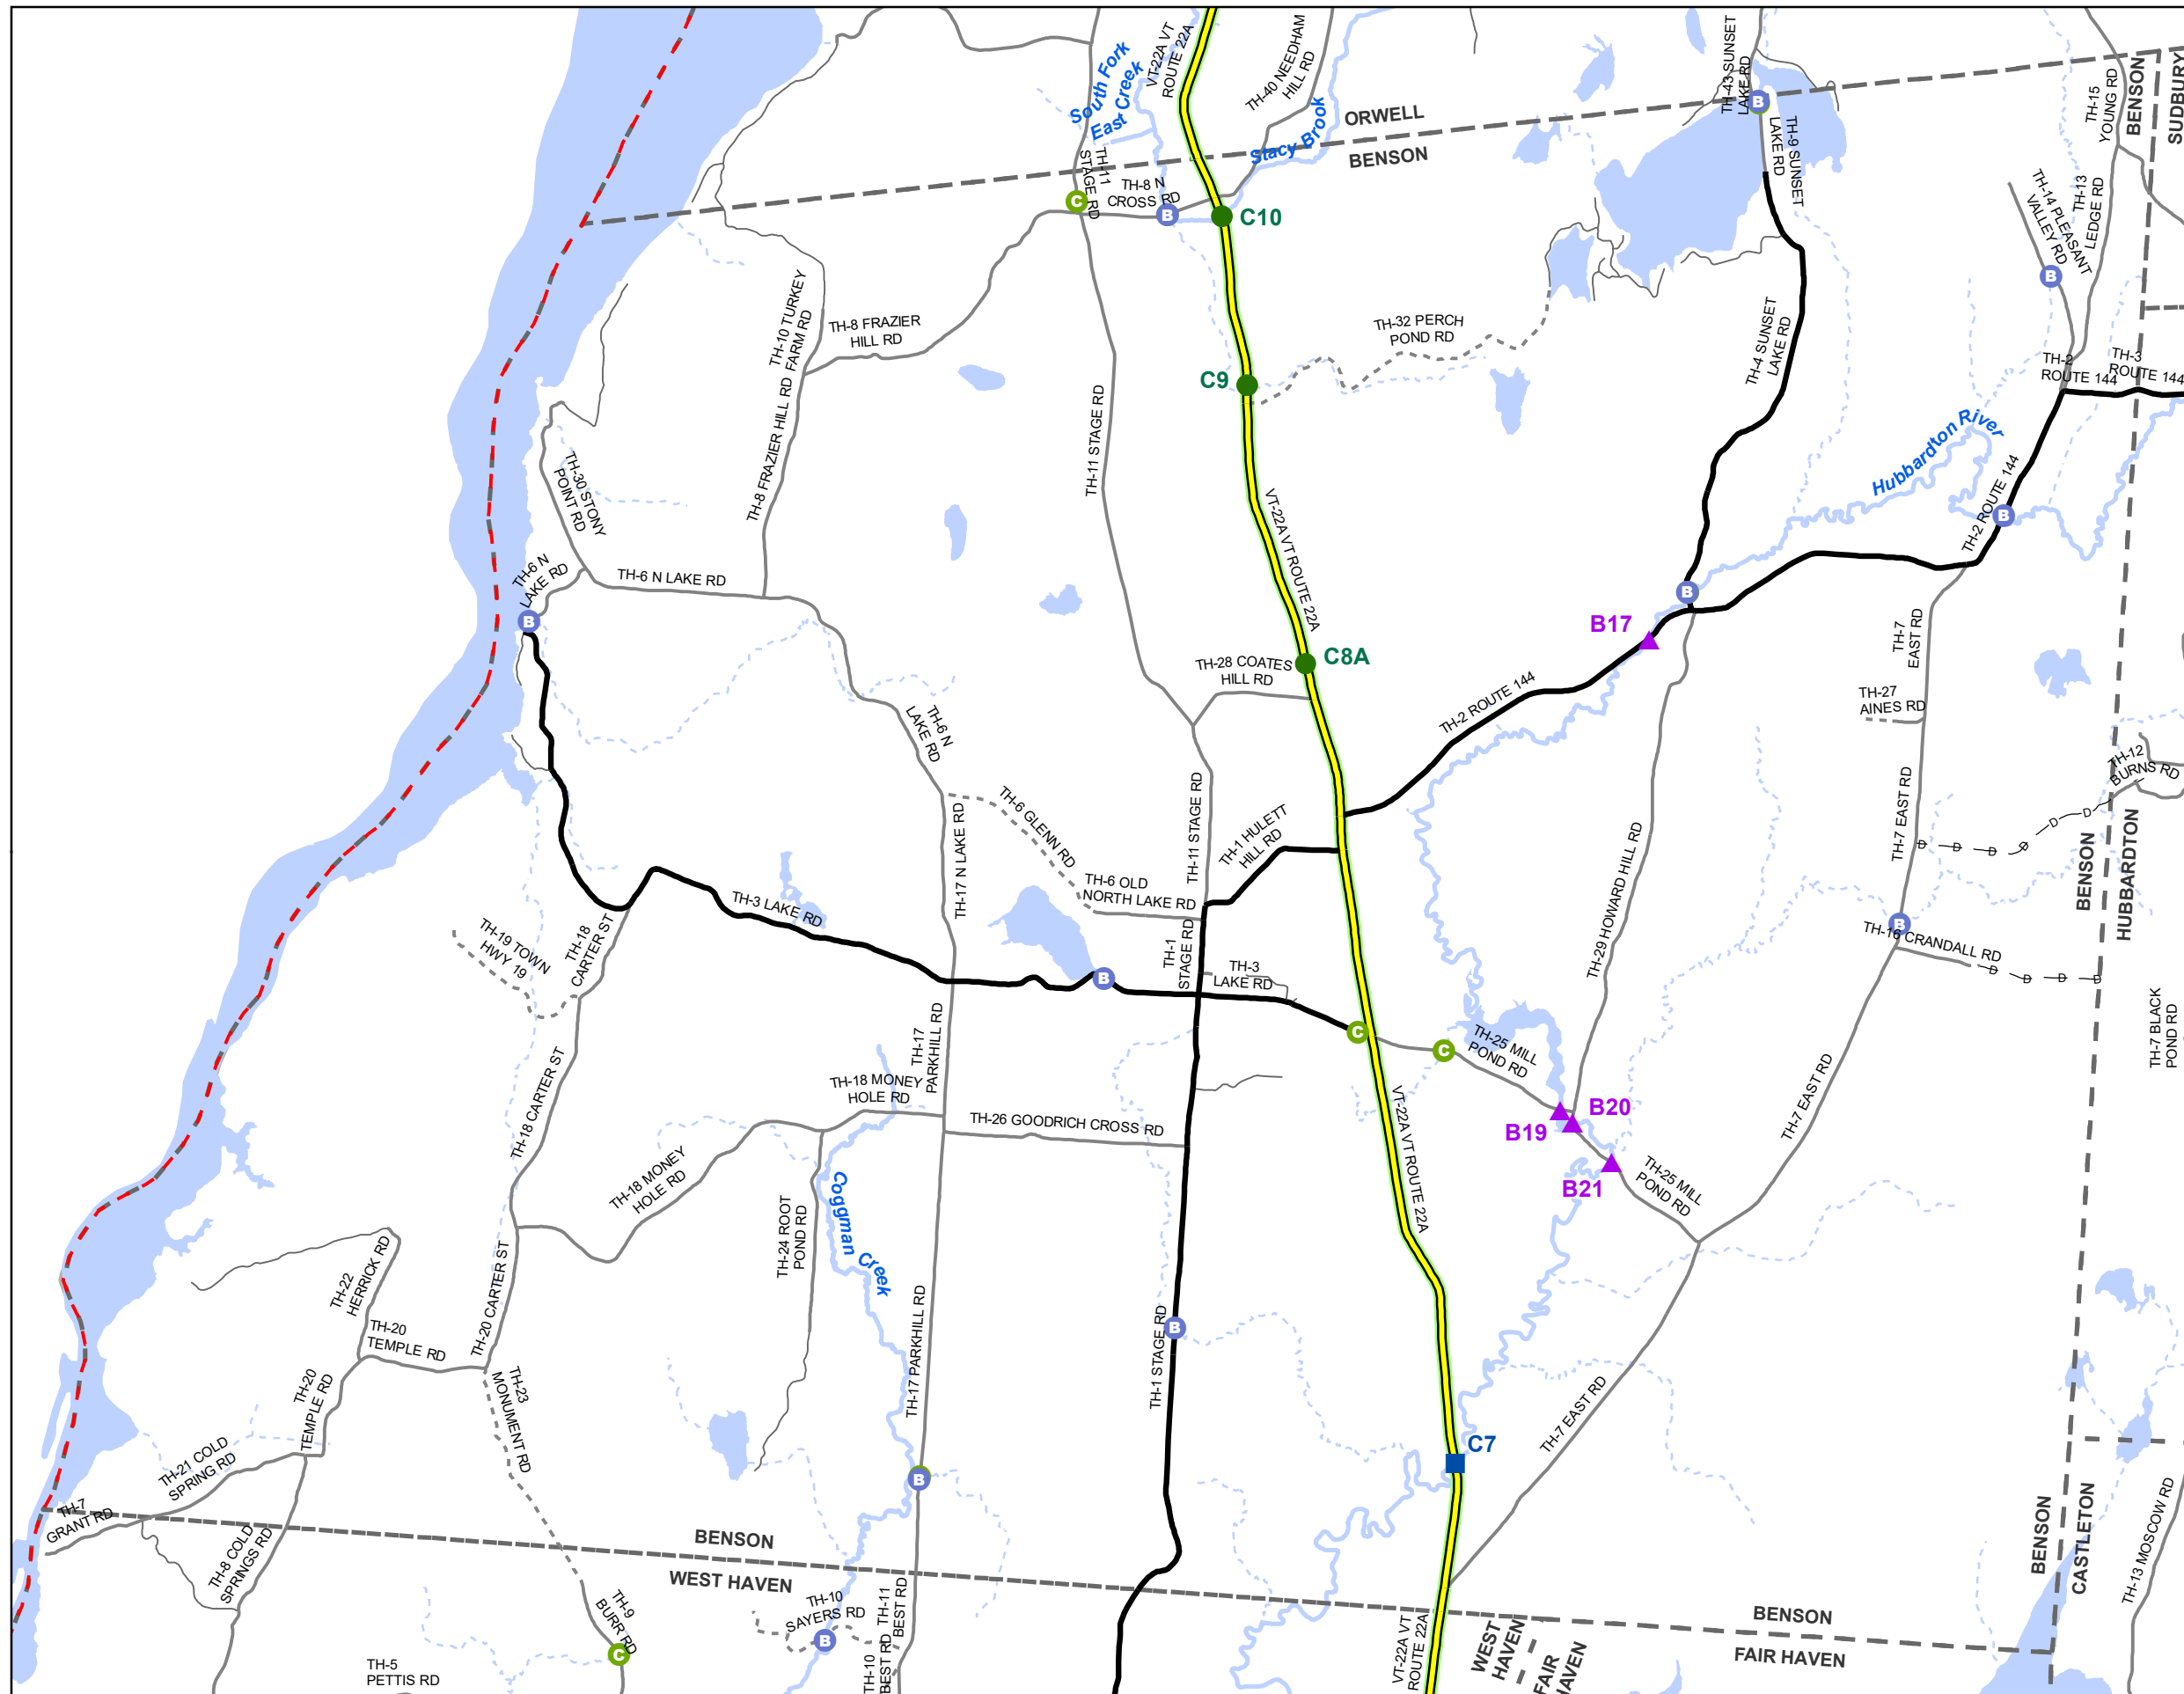 South Fork
East Creek
VT-22A VT
ROUTE 22A
TH-40 NEEDHAM
HILL RD
Stacy Brook
ORWELL
BENSON
TH-43 SUNSET
LAKE RD
B
TH-9 SUNSET
LAKE RD
TH-15
YOUNG RD
BENSON
SUDBURY
TH-11
STAGE RD
C
TH-8 N
CROSS RD
B
C10
TH-14 PLEASANT
VALLEY RD
TH-13
LEDGE RD
B
TH-10 TURKEY
FARM RD
TH-8 FRAZIER
HILL RD
TH-32 PERCH
POND RD
TH-4 SUNSET
LAKE RD
TH-2
ROUTE 144
TH-3
ROUTE 144
C9
TH-8 FRAZIER HILL RD
TH-11 STAGE RD
TH-30 STONY
POINT RD
VT-22A VT ROUTE 22A
Hubbardton River
TH-2 ROUTE 144
B
TH-6 N
LAKE RD
TH-6 N LAKE RD
B
B
B17
C8A
TH-28 COATES
HILL RD
TH-7
EAST RD
TH-27
AINES RD
TH-2 ROUTE 144
TH-6 N
LAKE RD
TH-12
BURNS RD
TH-17 N LAKE RD
TH-6 GLENN RD
TH-11 STAGE RD
TH-1 HULETT
HILL RD
TH-7 EAST RD
D
D
D
D
D
D
D
BENSON
HUBBARDTON
TH-29 HOWARD HILL RD
TH-6 OLD
NORTH LAKE RD
TH-3 LAKE RD
TH-19 TOWN
HWY 19
TH-18
CARTER ST
TH-1
STAGE RD
TH-3
LAKE RD
B
B
TH-16 CRANDALL RD
D
D
D
D
TH-17
PARKHILL RD
C
C
TH-25 MILL
POND RD
TH-7 BLACK
POND RD
TH-18 CARTER ST
TH-18 MONEY
HOLE RD
TH-26 GOODRICH CROSS RD
VT-22A VT ROUTE 22A
B20
B19
B21
TH-7 EAST RD
TH-18 MONEY
HOLE RD
TH-24 ROOT
POND RD
Coggman Creek
TH-25 MILL
POND RD
TH-22
HERRICK RD
TH-20 CARTER ST
TH-20
TEMPLE RD
TH-17 PARKHILL RD
TH-1 STAGE RD
B
TH-20
TEMPLE RD
TH-23
MONUMENT RD
TH-7 EAST RD
C7
TH-21 COLD
SPRING RD
B
TH-7
GRANT RD
TH-8 COLD
SPRINGS RD
BENSON
WEST HAVEN
BENSON
CASTLETON
TH-13 MOSCOW RD
TH-9
BURR RD
C
TH-10
SAYERS RD
B
TH-11
BEST RD
TH-10
BEST RD
TH-5
PETTIS RD
VT-22A VT
ROUTE 22A
WEST
HAVEN
FAIR
HAVEN
BENSON
FAIR HAVEN